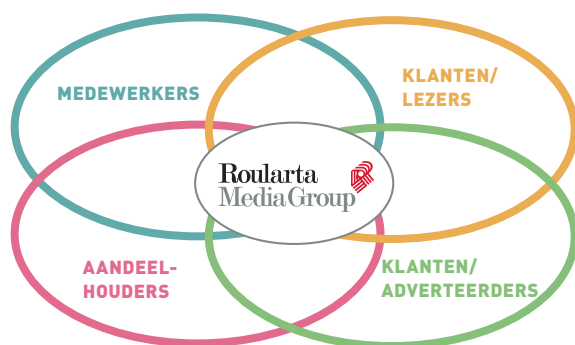 MEDEWERKERS
KLANTEN/
LEZERS
Roularta
MediaGroup
AANDEEL-
HOUDERS
KLANTEN/
ADVERTEERDERS